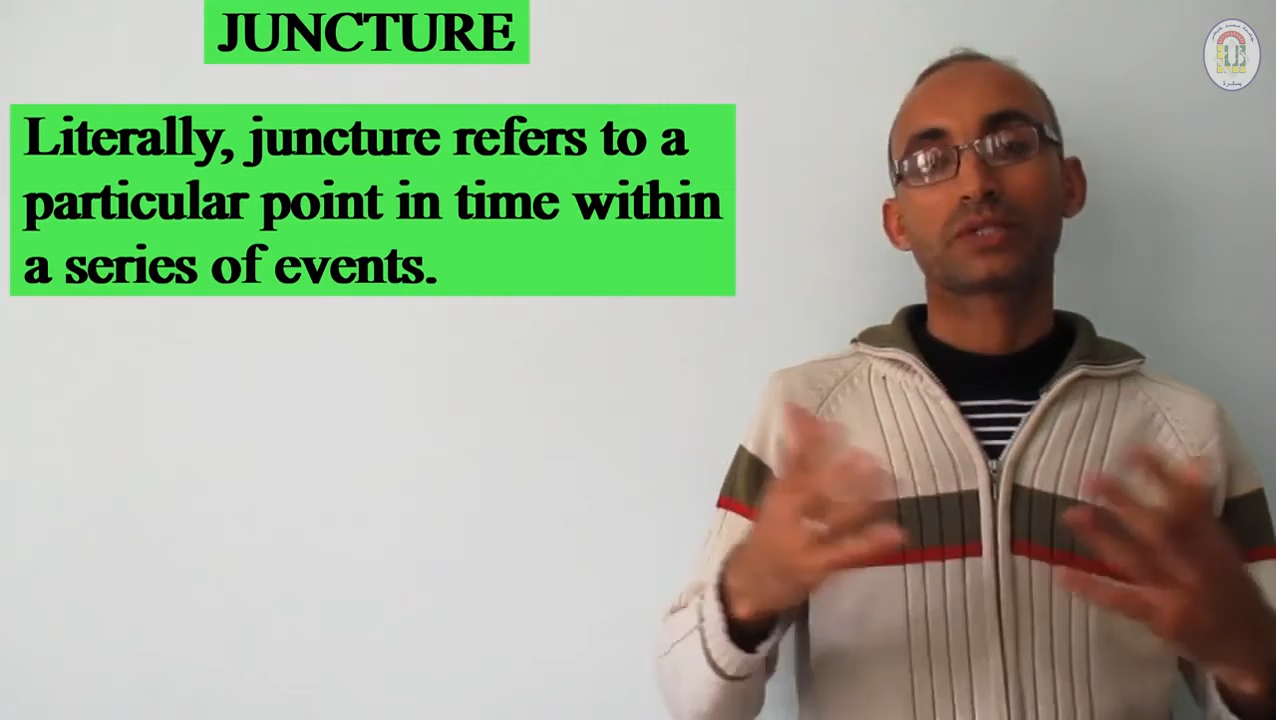 JUNCTURE
Literally, juncture refers to a
particular point in time within
a series of events.